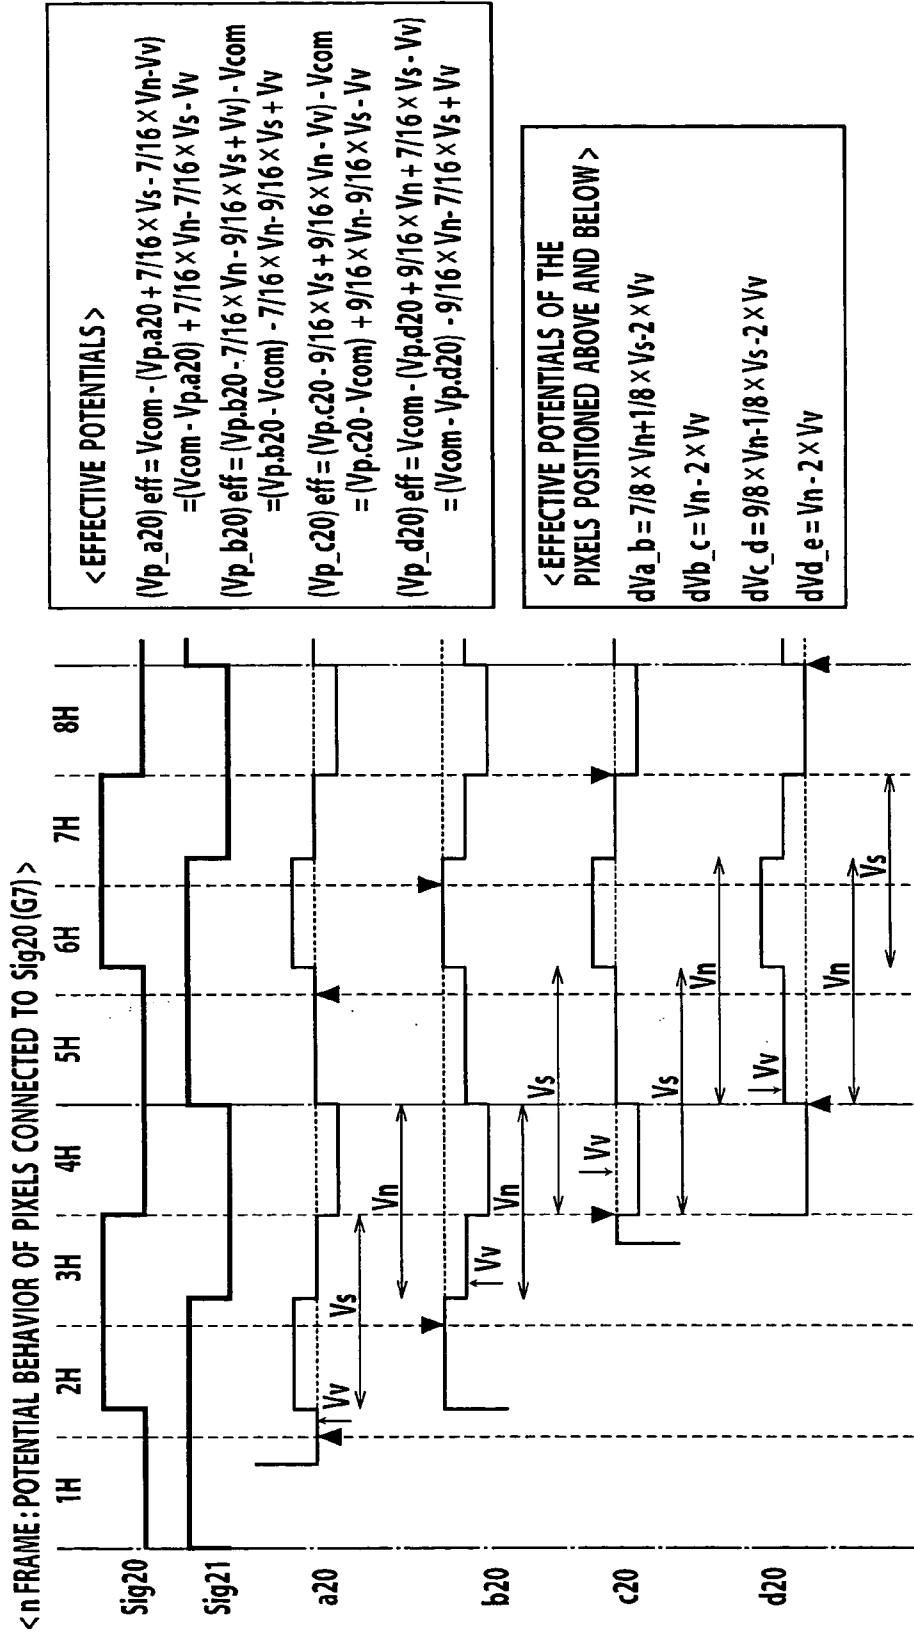 <n FRAME: POTENTIAL BEHAVIOR OF PIXELS CONNECTED TO Sig20 (G7)>
1H 2H 3H 4H 5H 6H 7H 8H
Sig20
Sig21
a20
Vv
Vs
Vn
b20
Vv
Vn
Vs
c20
Vv
Vs
Vn
d20
Vv
Vn
Vs
<EFFECTIVE POTENTIALS>
(Vp_a20) eff = Vcom - (Vp.a20 + 7/16 × Vs - 7/16 × Vn-Vv)
=(Vcom - Vp.a20) + 7/16 × Vn- 7/16 × Vs - Vv
(Vp_b20) eff = (Vp.b20 - 7/16 × Vn - 9/16 × Vs+ Vv) - Vcom
=(Vp.b20 - Vcom) - 7/16 × Vn- 9/16 × Vs + Vv
(Vp_c20) eff = (Vp.c20 - 9/16 × Vs + 9/16 × Vn - Vv) - Vcom
= (Vp.c20 - Vcom) + 9/16 × Vn- 9/16 × Vs - Vv
(Vp_d20) eff = Vcom - (Vp.d20 + 9/16 × Vn + 7/16 × Vs - Vv)
= (Vcom - Vp.d20) - 9/16 × Vn- 7/16 × Vs + Vv
<EFFECTIVE POTENTIALS OF THE
PIXELS POSITIONED ABOVE AND BELOW>
dVa_b = 7/8 × Vn+1/8 × Vs-2 × Vv
dVb_c = Vn - 2 × Vv
dVc_d = 9/8 × Vn-1/8 × Vs -2 × Vv
dVd_e = Vn - 2 × Vv